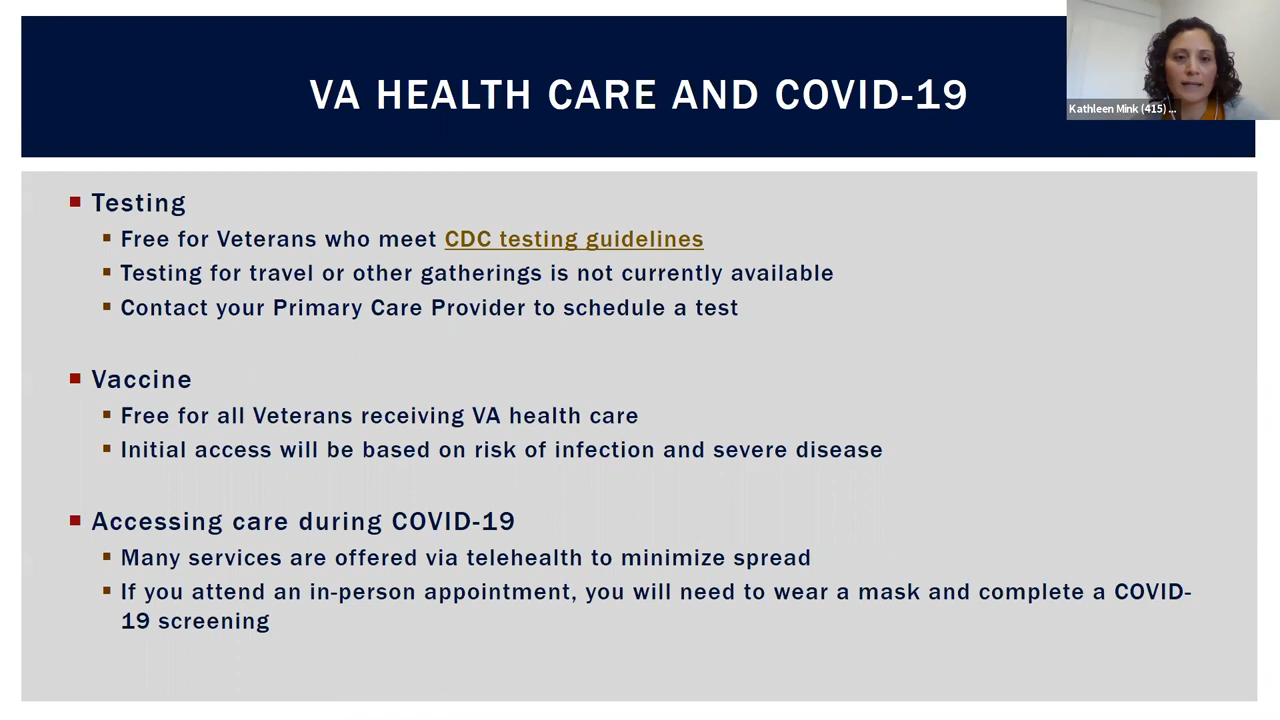 VA HEALTH CARE AND COVID-19
Kathleen Mink (415) ...
Testing
Free for Veterans who meet CDC testing guidelines
Testing for travel or other gatherings is not currently available
Contact your Primary Care Provider to schedule a test
Vaccine
Free for all Veterans receiving VA health care
Initial access will be based on risk of infection and severe disease
Accessing care during COVID-19
Many services are offered via telehealth to minimize spread
If you attend an in-person appointment, you will need to wear a mask and complete a COVID-
19 screening